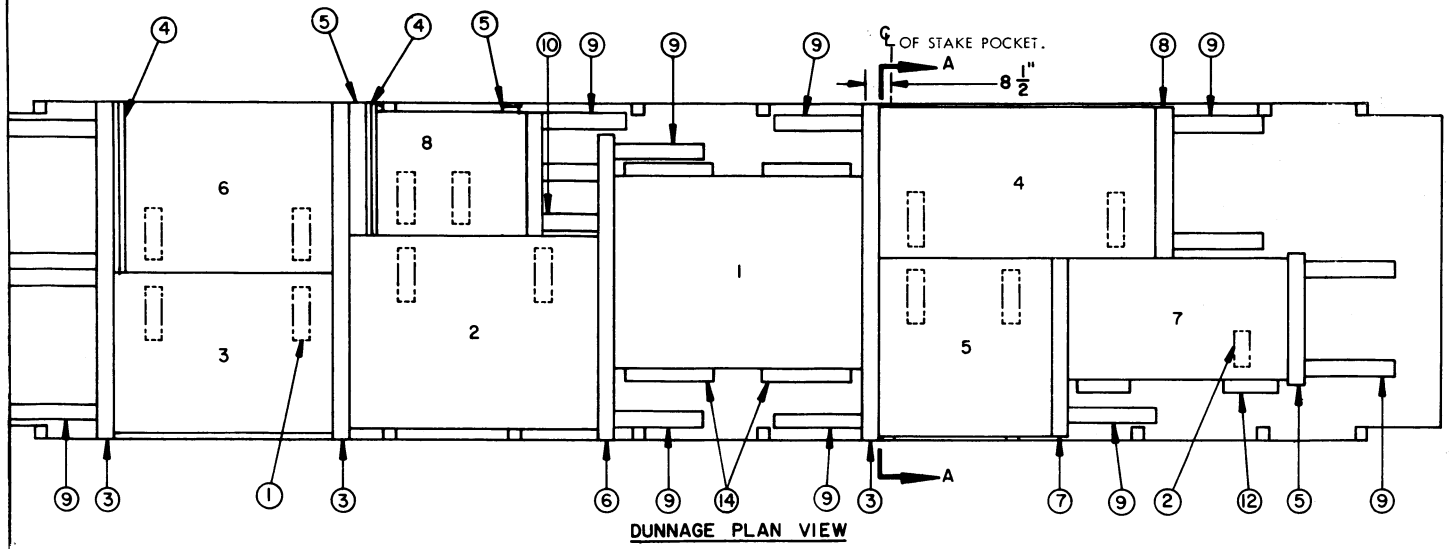 5 4 5
4 10 9 9 9 ℄ OF STAKE POCKET. 8 9
A
8 1/2"
8
6 4
1
7
2
3 5
A
9 3 1 3 6 9 14 9 3 7 9 2 12 5 9
DUNNAGE PLAN VIEW